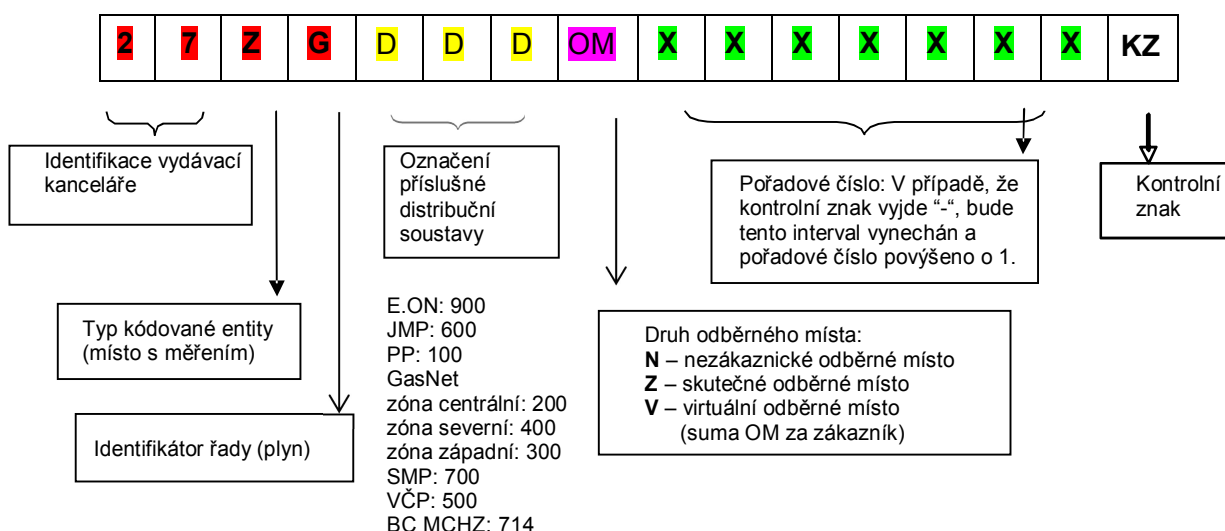 2 7 Z G D D D OM X X X X X X X KZ
Identifikace vydávací
kanceláře
Označení
příslušné
distribuční
soustavy
Pořadové číslo: V případě, že
kontrolní znak vyjde “-“, bude
tento interval vynechán a
pořadové číslo povýšeno o 1.
Kontrolní
znak
Typ kódované entity
(místo s měřením)
Identifikátor řady (plyn)
E.ON: 900
JMP: 600
PP: 100
GasNet
zóna centrální: 200
zóna severní: 400
zóna západní: 300
SMP: 700
VČP: 500
BC MCHZ: 714
Druh odběrného místa:
N – nezákaznické odběrné místo
Z – skutečné odběrné místo
V – virtuální odběrné místo
(suma OM za zákazník)